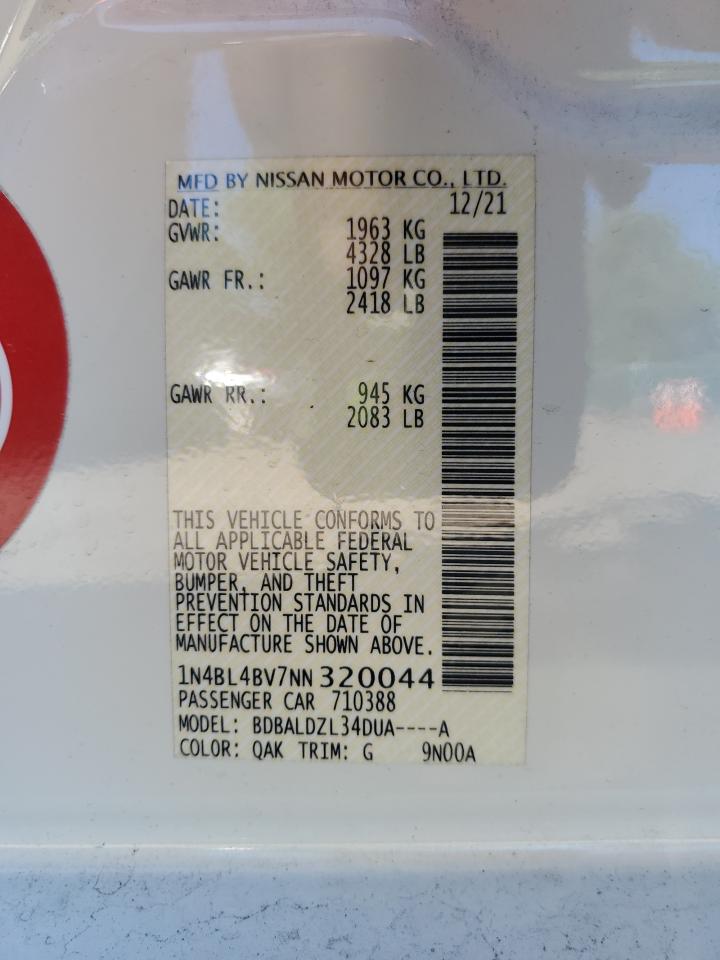 MFD BY NISSAN MOTOR CO., LTD.
DATE: 12/21
GVWR: 1963 KG
4328 LB
GAWR FR.: 1097 KG
2418 LB
GAWR RR.: 945 KG
2083 LB
THIS VEHICLE CONFORMS TO
ALL APPLICABLE FEDERAL
MOTOR VEHICLE SAFETY,
BUMPER, AND THEFT
PREVENTION STANDARDS IN
EFFECT ON THE DATE OF
MANUFACTURE SHOWN ABOVE.
1N4BL4BV7NN320044
PASSENGER CAR 710388
MODEL: BDBALDZL34DUA----A
COLOR: QAK TRIM: G 9N00A